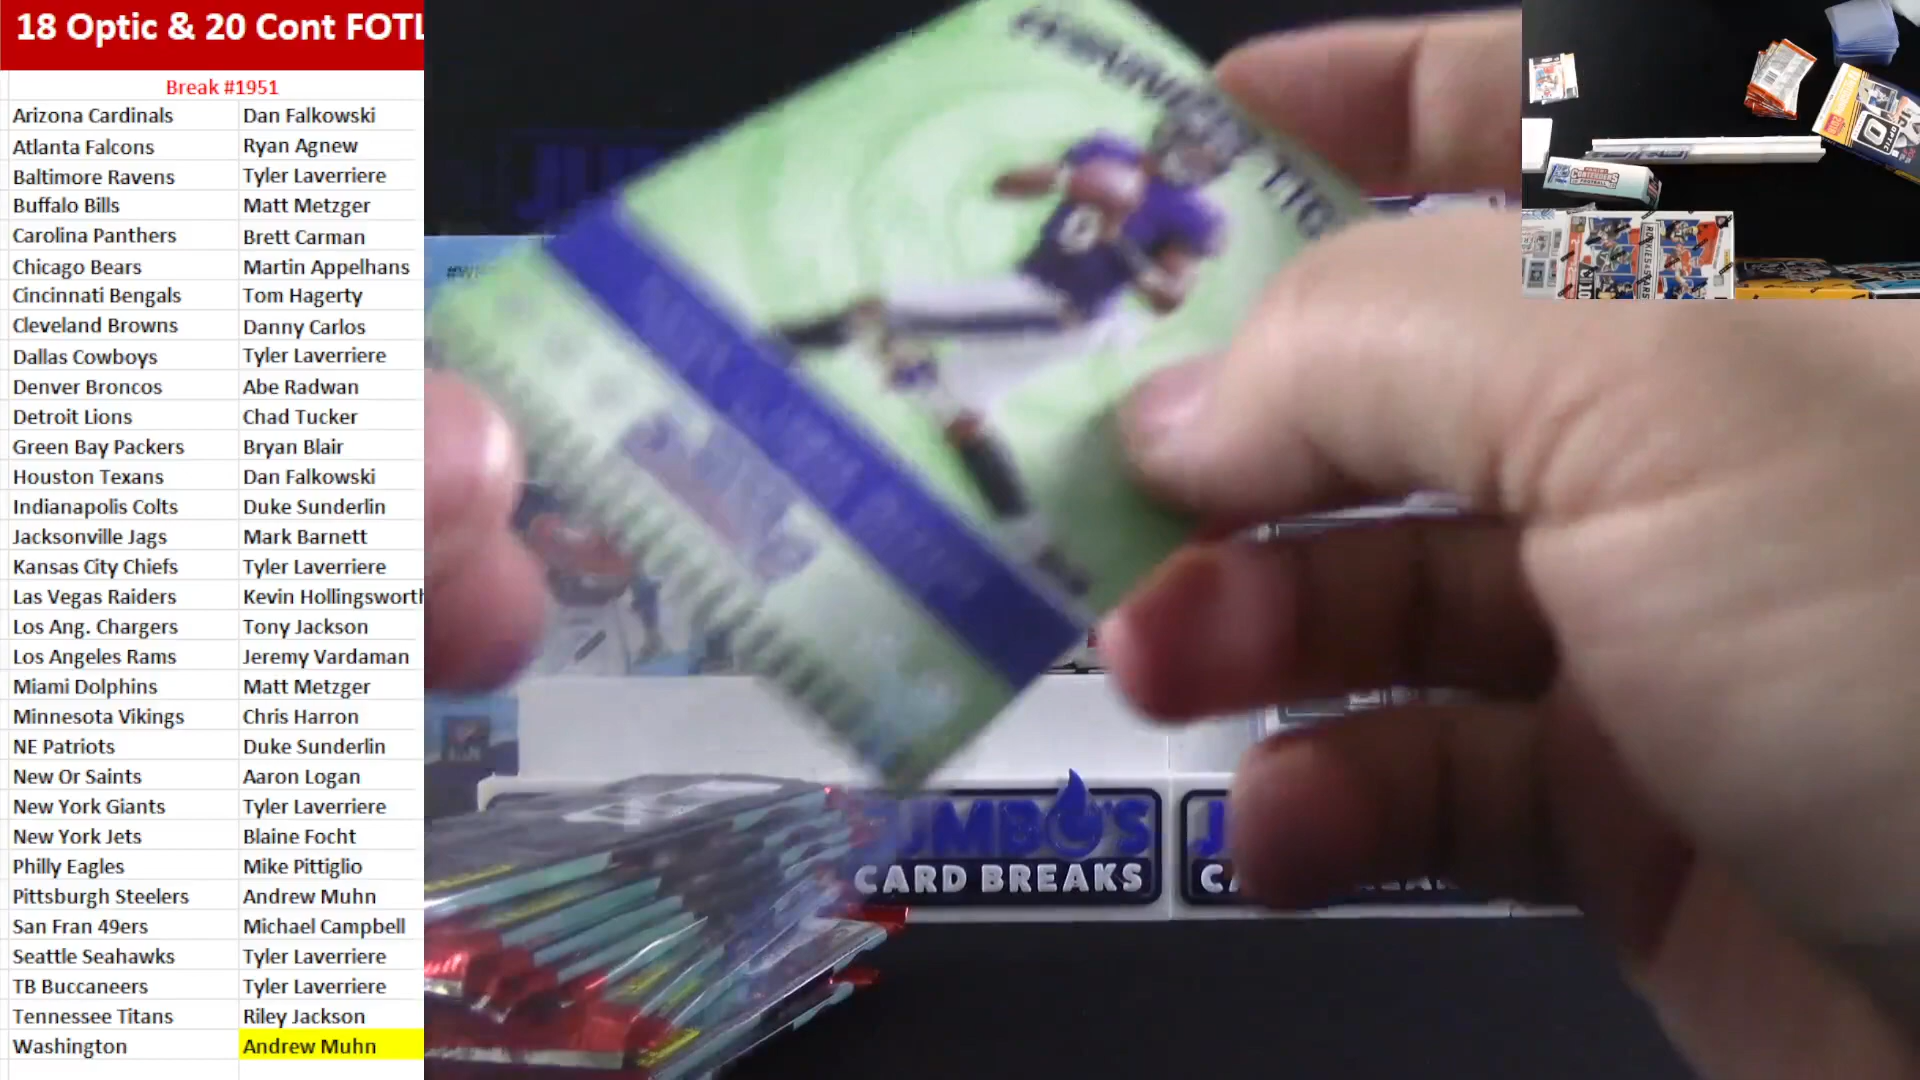 18 Optic & 20 Cont FOTL
Break #1951
Arizona Cardinals Dan Falkowski
Atlanta Falcons Ryan Agnew
Baltimore Ravens Tyler Laverriere
Buffalo Bills Matt Metzger
Carolina Panthers Brett Carman
Chicago Bears Martin Appelhans
Cincinnati Bengals Tom Hagerty
Cleveland Browns Danny Carlos
Dallas Cowboys Tyler Laverriere
Denver Broncos Abe Radwan
Detroit Lions Chad Tucker
Green Bay Packers Bryan Blair
Houston Texans Dan Falkowski
Indianapolis Colts Duke Sunderlin
Jacksonville Jags Mark Barnett
Kansas City Chiefs Tyler Laverriere
Las Vegas Raiders Kevin Hollingsworth
Los Ang. Chargers Tony Jackson
Los Angeles Rams Jeremy Vardaman
Miami Dolphins Matt Metzger
Minnesota Vikings Chris Harron
NE Patriots Duke Sunderlin
New Or Saints Aaron Logan
New York Giants Tyler Laverriere
New York Jets Blaine Focht
Philly Eagles Mike Pittiglio
Pittsburgh Steelers Andrew Muhn
San Fran 49ers Michael Campbell
Seattle Seahawks Tyler Laverriere
TB Buccaneers Tyler Laverriere
Tennessee Titans Riley Jackson
Washington Andrew Muhn
JUMBO'S
CARD BREAKS